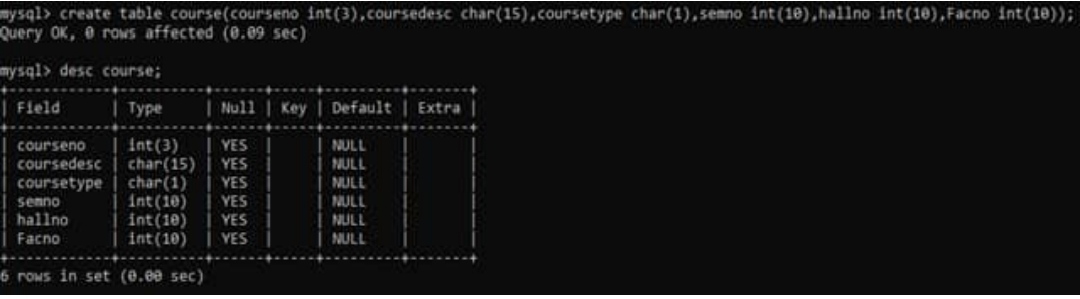 mysql> create table course(courseno int(3),coursedesc char(15),coursetype char(1),semno int(10),hallno int(10),Facno int(10));
Query OK, 0 rows affected (0.09 sec)
mysql> desc course;
+------------+----------+------+-----+---------+-------+
| Field | Type | Null | Key | Default | Extra |
+------------+----------+------+-----+---------+-------+
| courseno | int(3) | YES | | NULL | |
| coursedesc | char(15) | YES | | NULL | |
| coursetype | char(1) | YES | | NULL | |
| semno | int(10) | YES | | NULL | |
| hallno | int(10) | YES | | NULL | |
| Facno | int(10) | YES | | NULL | |
+------------+----------+------+-----+---------+-------+
6 rows in set (0.00 sec)